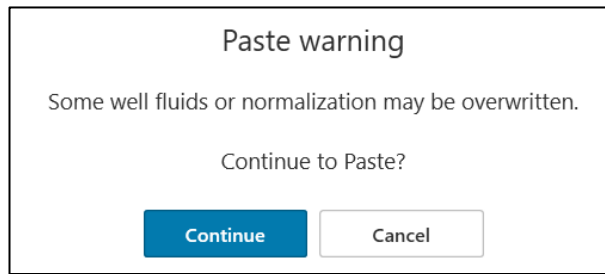 Paste warning
Some well fluids or normalization may be overwritten.
Continue to Paste?
Continue Cancel